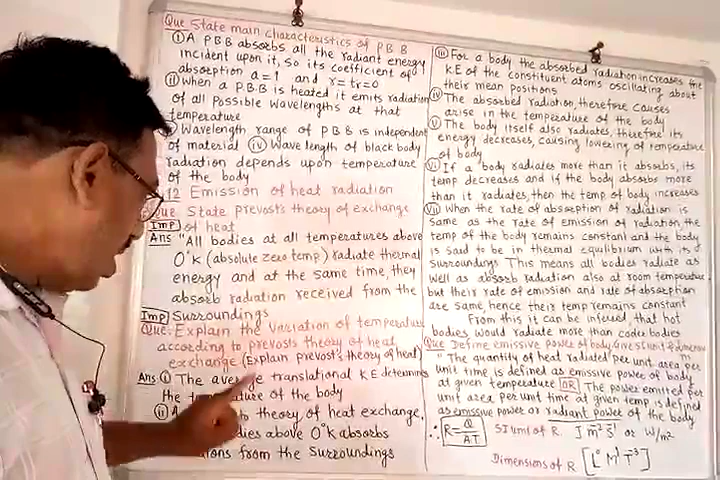 Que State main characteristics of P B B
(i) A PBB absorbs all the radiant energy
incident upon it, so its coefficient of
absorption a=1 and r=tr=0
(ii) When a P.B.B is heated it emits radiation
of all possible wavelengths at that
temperature
Wavelength range of PBB is independent
of material (iv) Wave length of black body
radiation depends upon temperature
of the body
12 Emission of heat radiation
Que State prevost's theory of exchange
Imp of heat
Ans "All bodies at all temperatures above
0°K (absolute zero temp) radiate thermal
energy and at the same time, they
absorb radiation received from the
Imp Surroundings
Que: Explain the variation of temperature
according to prevosts theory of heat
exchange (Explain prevost's theory of heat)
Ans (i) The average translational KE determines
the temperature of the body
(ii) to theory of heat exchange,
bodies above 0°K absorbs
from the Surroundings
(iii) For a body the absorbed radiation increases the
KE of the constituent atoms oscillating about
their mean positions
(iv) The absorbed radiation, therefore causes
arise in the temperature of the body
(v) The body itself also radiates, therefore its
energy decreases, causing lowering of temperature
of body
(vi) If a body radiates more than it absorbs, its
temp decreases and if the body absorbs more
than it radiates, then the temp of body increases
(vii) When the rate of absorption of radiation is
same as the rate of emission of radiation, the
temp of the body remains constant and the body
is said to be in thermal equilibrium with its
Surroundings This means all bodies radiate as
well as absorb radiation also at room temperature
but their rate of emission and rate of absorption
are same, hence their temp remains constant
From this it can be infered, that hot
bodies would radiate more than cooler bodies
Que Define emissive power of body Give SI unit &
"The quantity of heat radiated per unit area per
unit time is defined as emissive power of body
at given temperature OR The power emitted per
unit area per unit time at given temp is defined
as emissive power or radiant power of the body
∴ R=Q/AT SI unit of R. J m⁻² S⁻¹ or W/m²
Dimensions of R [L° M¹ T⁻³]